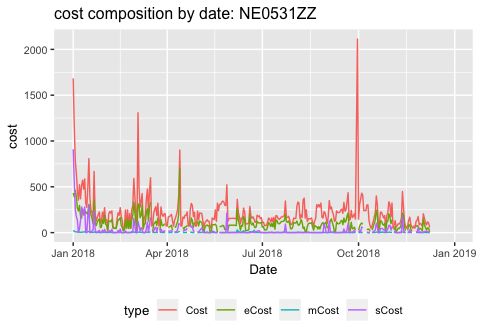 cost composition by date: NE0531ZZ
2000
1500
1000
500
0
cost
Jan 2018
Apr 2018
Jul 2018
Oct 2018
Jan 2019
Date
type Cost eCost mCost sCost